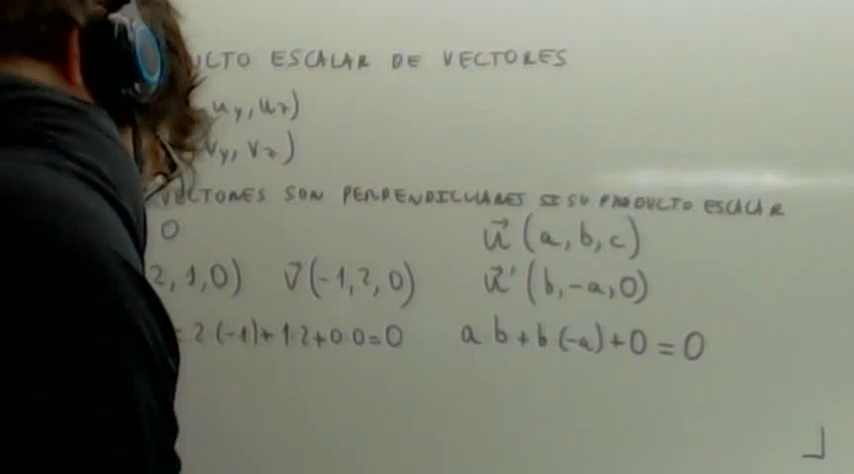 UCTO ESCALAR DE VECTORES
uy, uz)
vy, vz)
VECTORES SON PERPENDICULARES SI SU PRODUCTO ESCALAR
0
u⃗ (a, b, c)
2, 1, 0)
v⃗ (-1, 2, 0)
u⃗' (b, -a, 0)
= 2 (-1) + 1·2 + 0·0 = 0
a b + b (-a) + 0 = 0